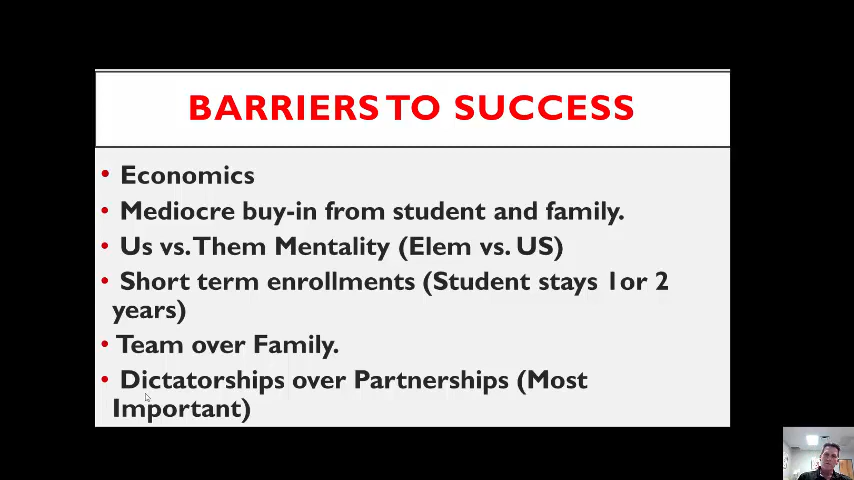 BARRIERS TO SUCCESS
• Economics
• Mediocre buy-in from student and family.
• Us vs. Them Mentality (Elem vs. US)
• Short term enrollments (Student stays 1or 2
years)
• Team over Family.
• Dictatorships over Partnerships (Most
Important)